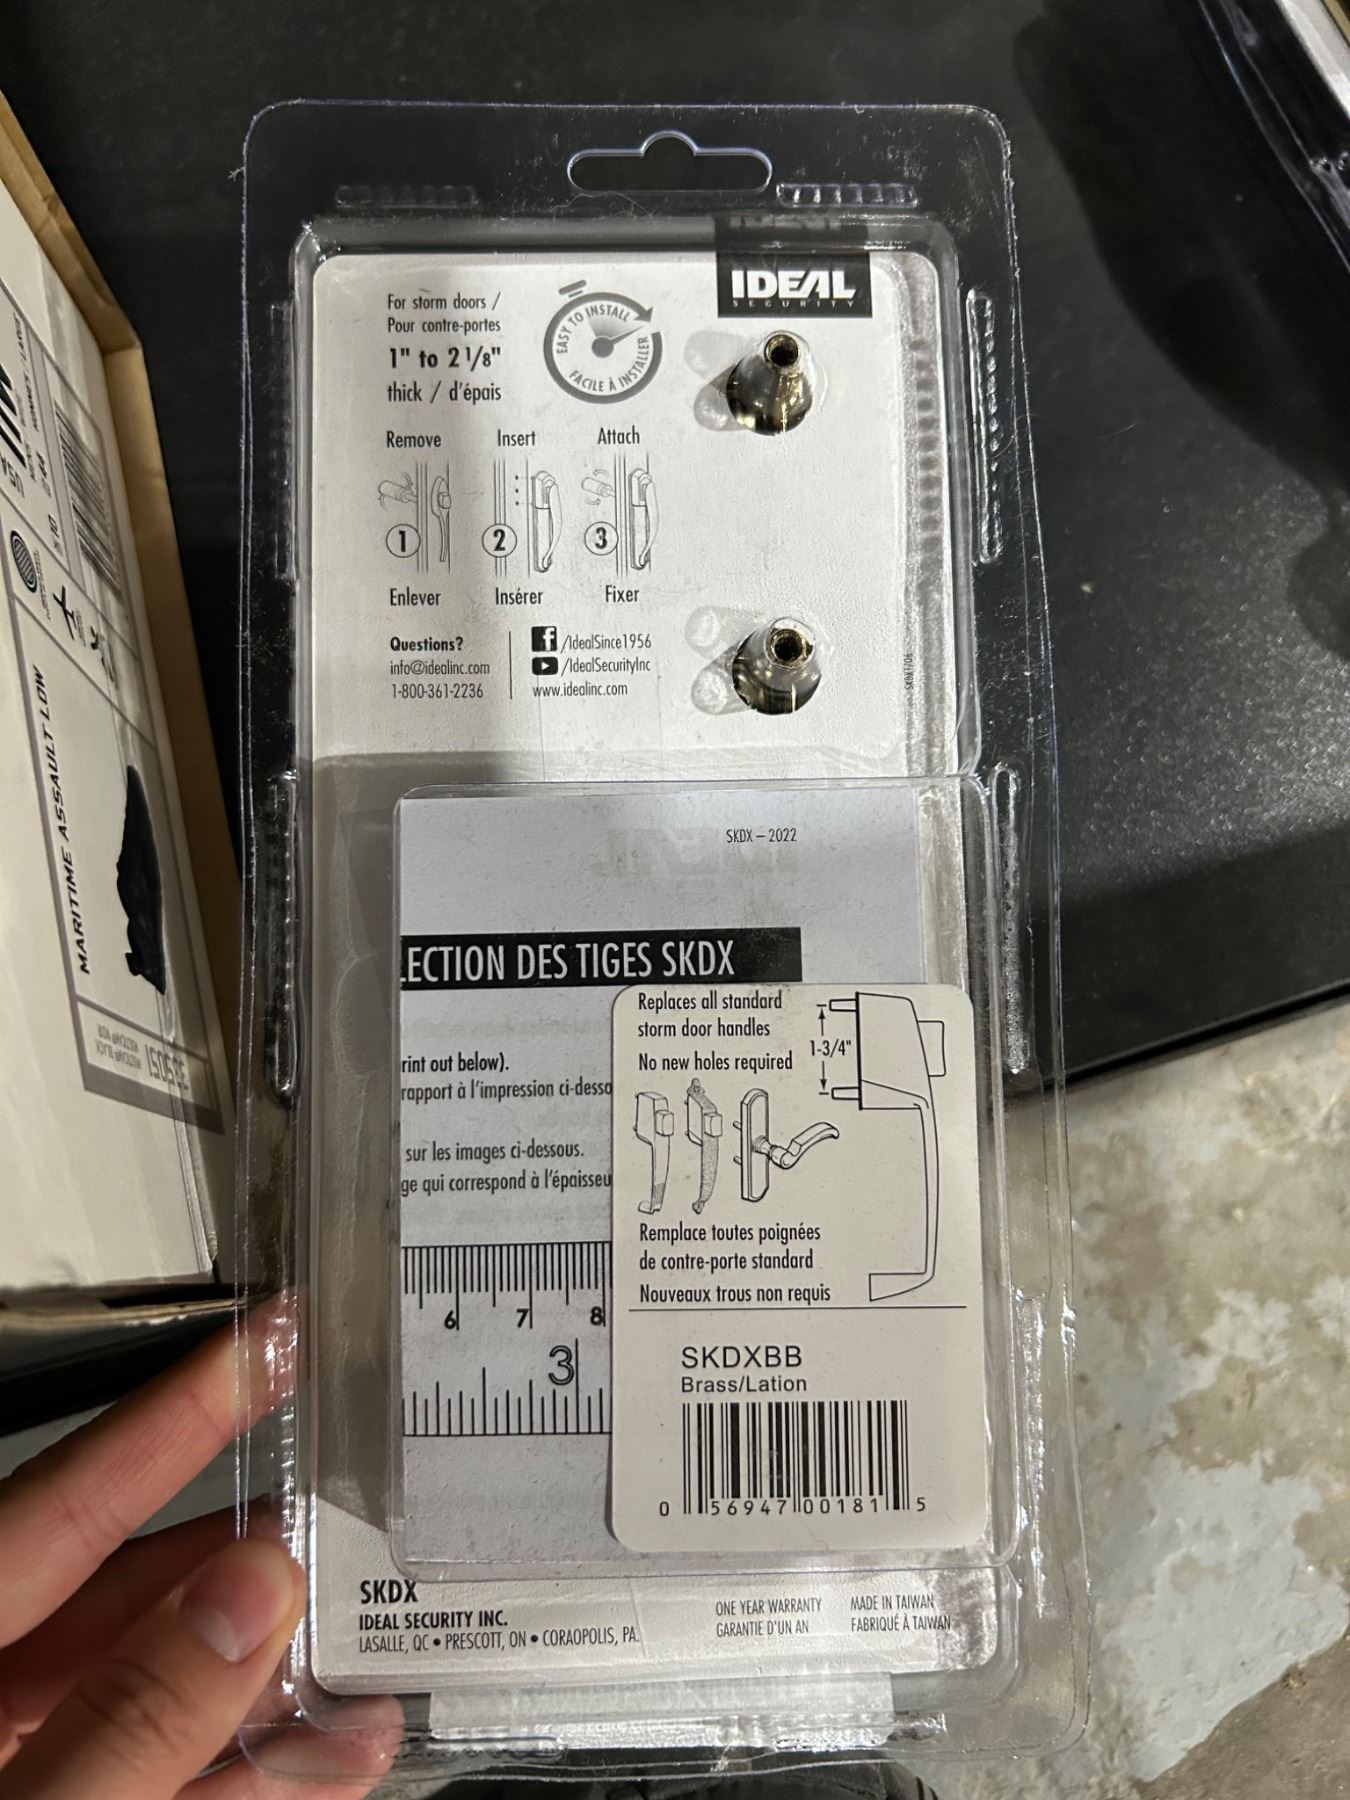 IDEAL
SECURITY
For storm doors /
Pour contre-portes
1" to 2 1/8"
thick / d'épais
EASY TO INSTALL
FACILE À INSTALLER
Remove Insert Attach
1 2 3
Enlever Insérer Fixer
Questions?
info@idealinc.com
1-800-361-2236
/IdealSince1956
/IdealSecurityInc
www.idealinc.com
SKDX – 2022
LECTION DES TIGES SKDX
rint out below).
rapport à l'impression ci-desso
sur les images ci-dessous.
ge qui correspond à l'épaisseu
6 7 8
3
Replaces all standard
storm door handles
No new holes required
1-3/4"
Remplace toutes poignées
de contre-porte standard
Nouveaux trous non requis
SKDXBB
Brass/Lation
0 56947 00181 5
SKDX
IDEAL SECURITY INC.
LASALLE, QC • PRESCOTT, ON • CORAOPOLIS, PA.
ONE YEAR WARRANTY
GARANTIE D'UN AN
MADE IN TAIWAN
FABRIQUÉ À TAIWAN
MARITIME ASSAULT LOW